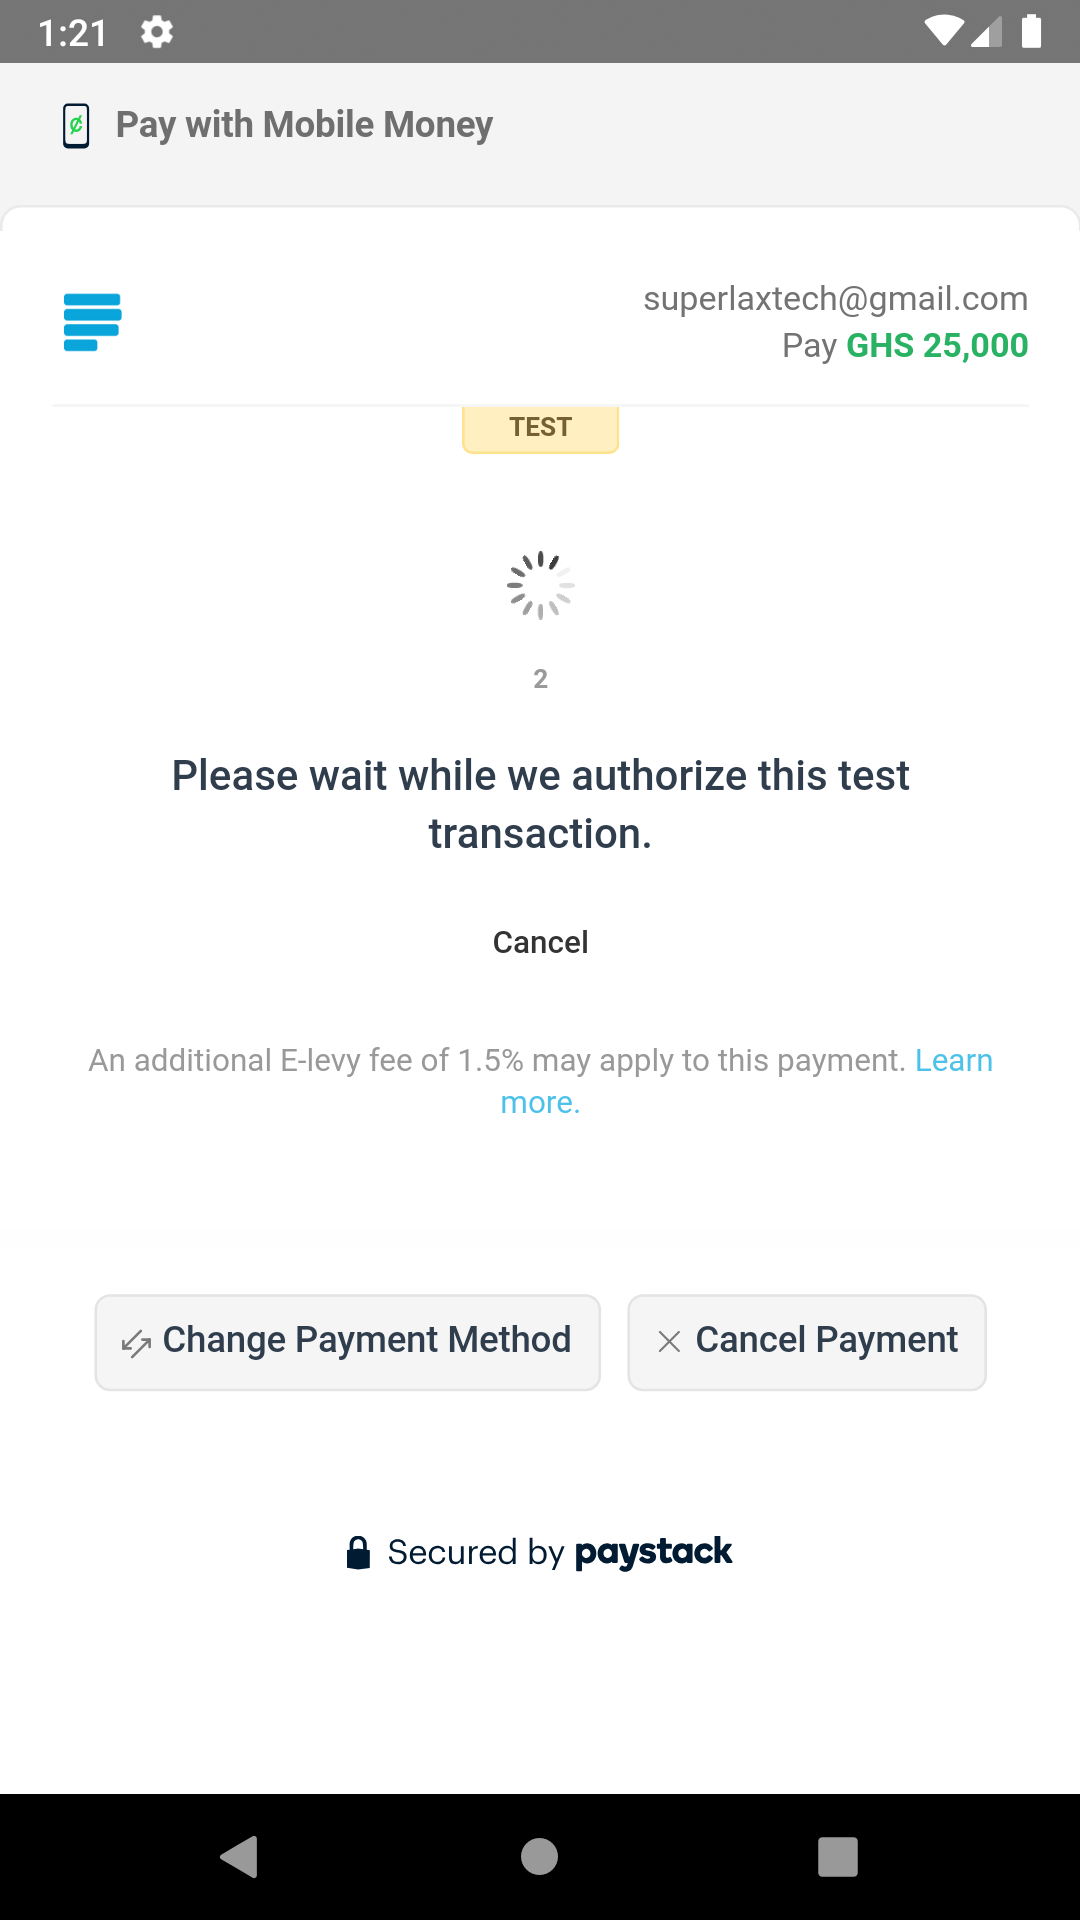 1:21
Pay with Mobile Money
superlaxtech@gmail.com
Pay GHS 25,000
TEST
2
Please wait while we authorize this test
transaction.
Cancel
An additional E-levy fee of 1.5% may apply to this payment. Learn
more.
Change Payment Method
Cancel Payment
Secured by paystack